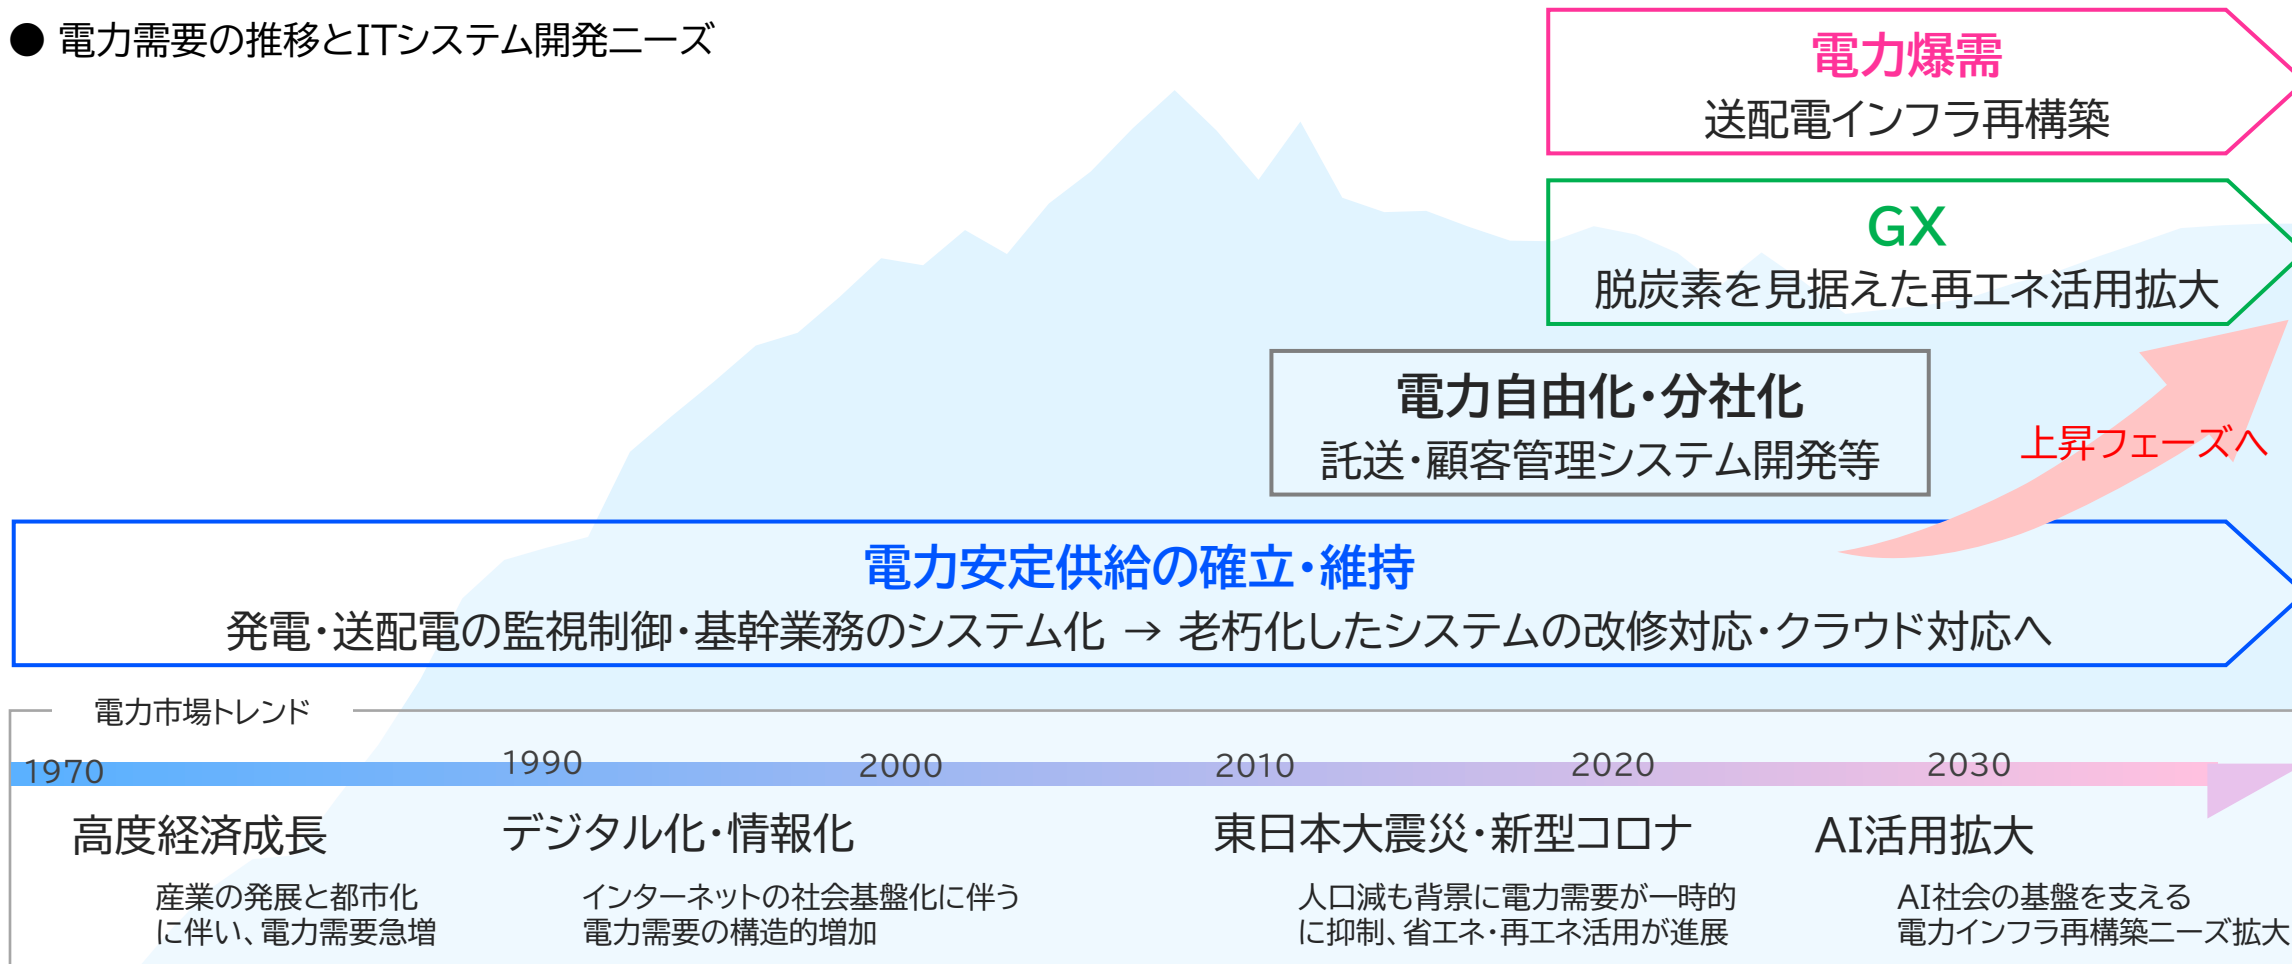 ● 電力需要の推移とITシステム開発ニーズ
電力爆需
送配電インフラ再構築
GX
脱炭素を見据えた再エネ活用拡大
電力自由化・分社化
託送・顧客管理システム開発等
上昇フェーズへ
電力安定供給の確立・維持
発電・送配電の監視制御・基幹業務のシステム化 → 老朽化したシステムの改修対応・クラウド対応へ
電力市場トレンド
1970 1990 2000 2010 2020 2030
高度経済成長
産業の発展と都市化
に伴い、電力需要急増
デジタル化・情報化
インターネットの社会基盤化に伴う
電力需要の構造的増加
東日本大震災・新型コロナ
人口減も背景に電力需要が一時的
に抑制、省エネ・再エネ活用が進展
AI活用拡大
AI社会の基盤を支える
電力インフラ再構築ニーズ拡大